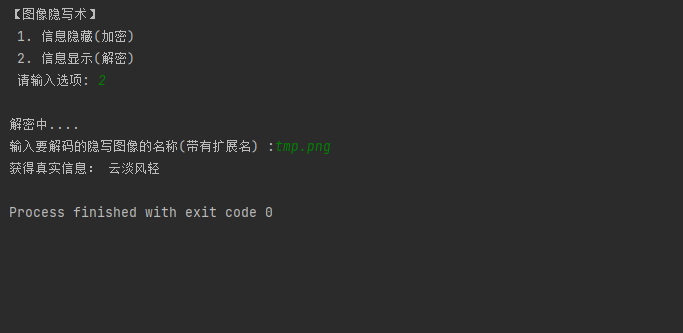 【图像隐写术】
1. 信息隐藏(加密)
2. 信息显示(解密)
请输入选项: 2
解密中....
输入要解码的隐写图像的名称(带有扩展名) :tmp.png
获得真实信息: 云淡风轻
Process finished with exit code 0